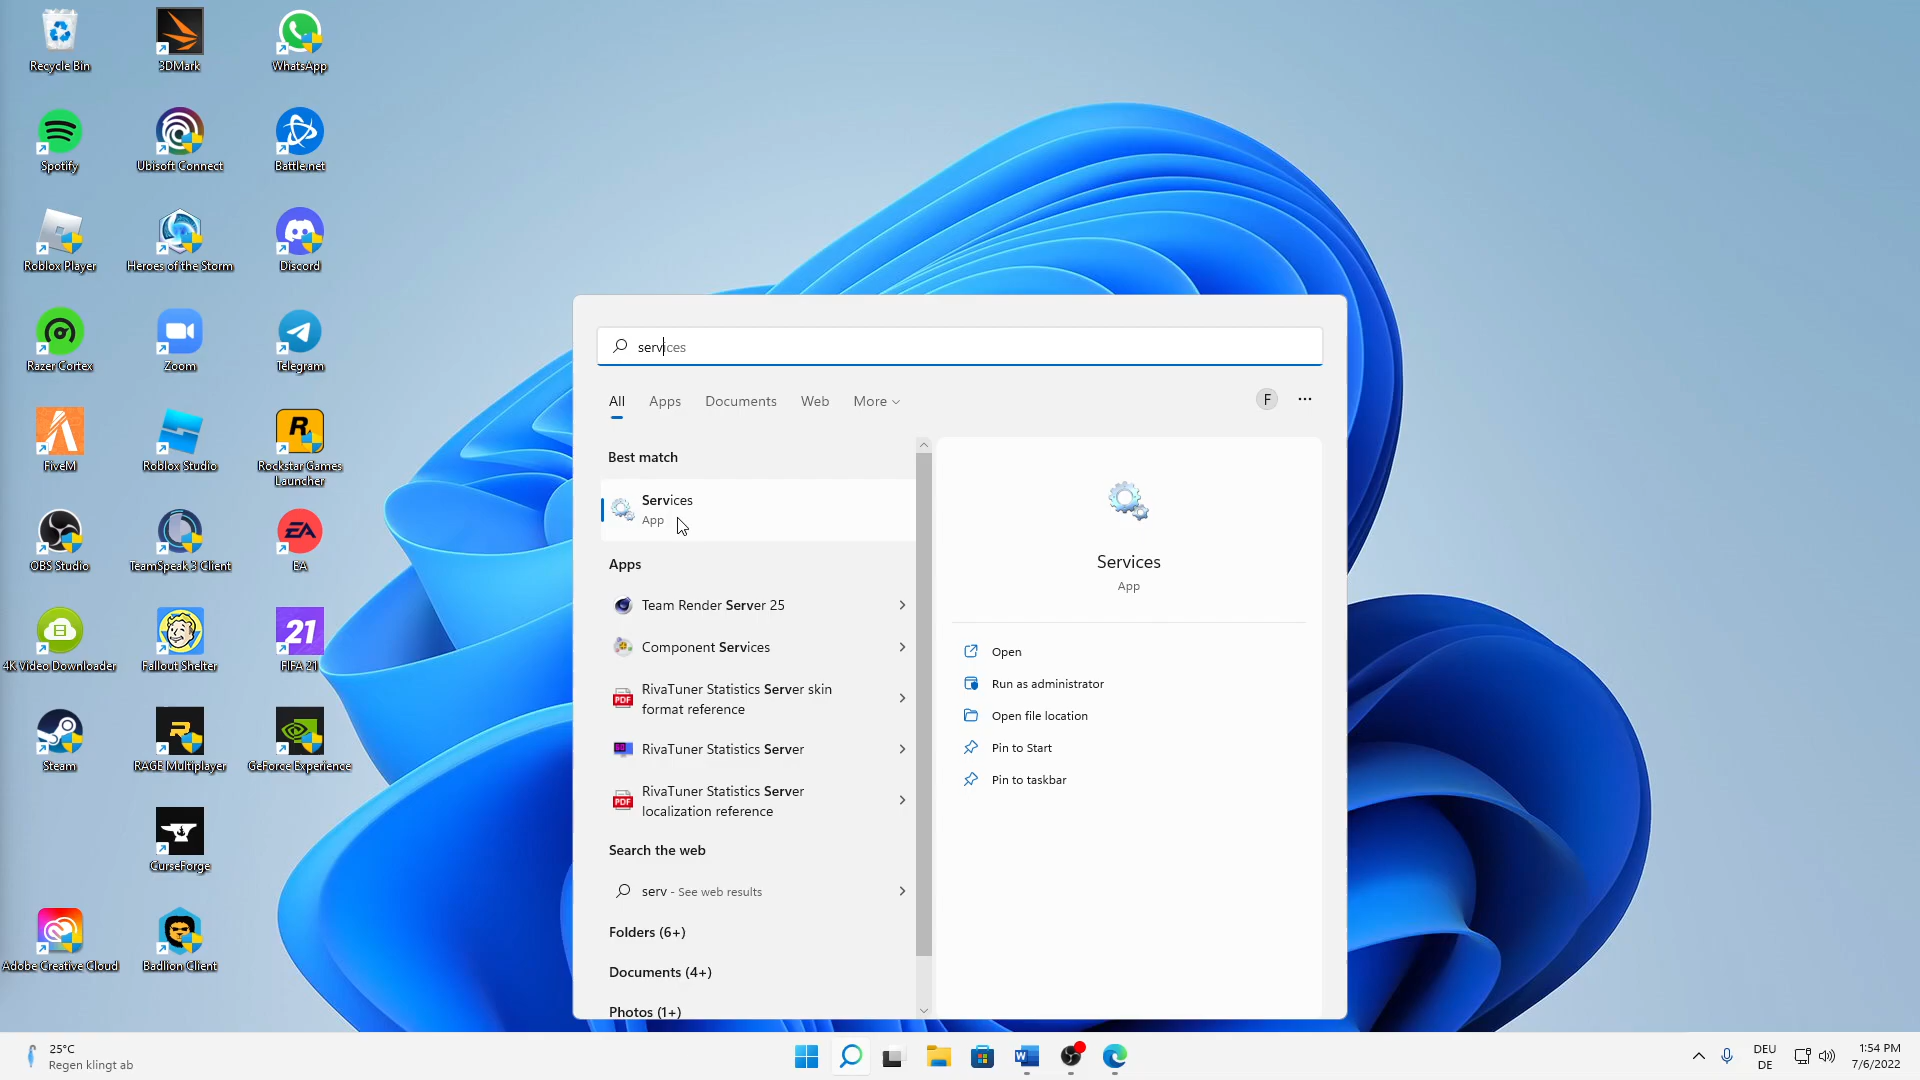 Recycle Bin
3DMark
WhatsApp
Spotify
Ubisoft Connect
Battle.net
Roblox Player
Heroes of the Storm
Discord
Razer Cortex
Zoom
Telegram
FiveM
Roblox Studio
R
Rockstar Games
Launcher
OBS Studio
TeamSpeak 3 Client
EA
EA
4K Video Downloader
Fallout Shelter
21
FIFA 21
Steam
R
RAGE Multiplayer
GeForce Experience
CurseForge
Adobe Creative Cloud
Badlion Client
services
All
Apps
Documents
Web
More
F
Best match
Services
App
Apps
Team Render Server 25
Component Services
PDF
RivaTuner Statistics Server skin
format reference
60
RivaTuner Statistics Server
PDF
RivaTuner Statistics Server
localization reference
Search the web
serv - See web results
Folders (6+)
Documents (4+)
Photos (1+)
Services
App
Open
Run as administrator
Open file location
Pin to Start
Pin to taskbar
25°C
Regen klingt ab
W
DEU
DE
1:54 PM
7/6/2022